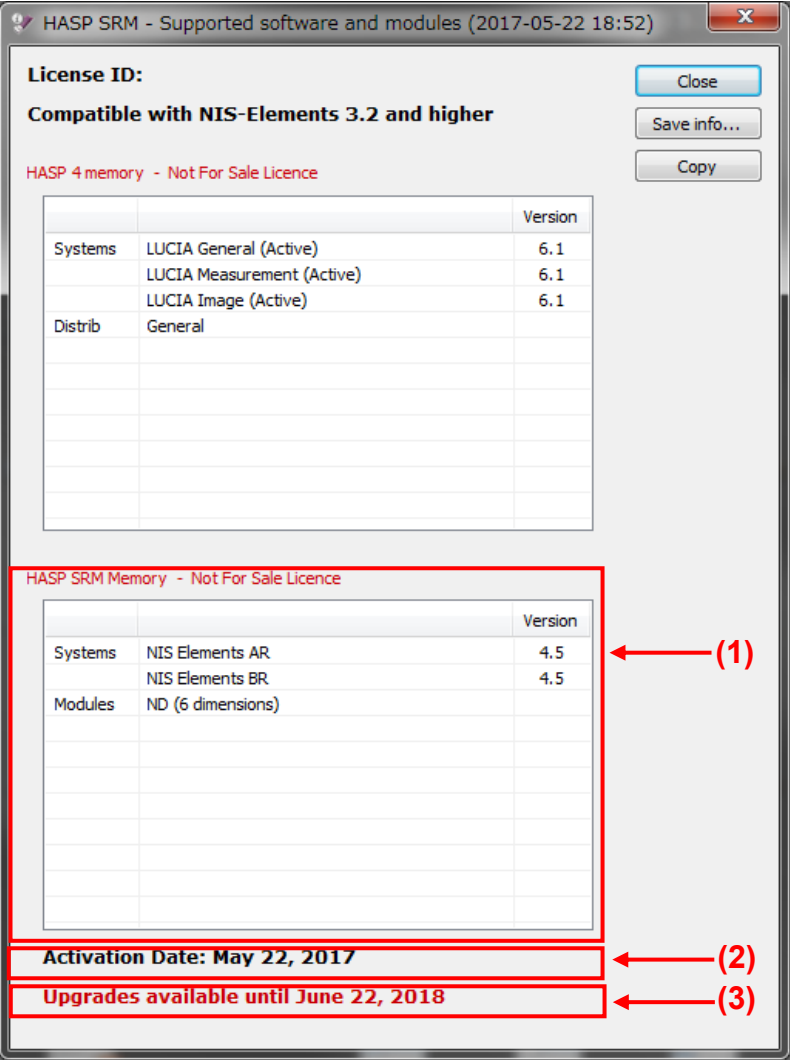 HASP SRM - Supported software and modules (2017-05-22 18:52)
x
License ID:
Close
Compatible with NIS-Elements 3.2 and higher
Save info...
HASP 4 memory - Not For Sale Licence
Copy
Version
Systems LUCIA General (Active) 6.1
LUCIA Measurement (Active) 6.1
LUCIA Image (Active) 6.1
Distrib General
HASP SRM Memory - Not For Sale Licence
Version
Systems NIS Elements AR 4.5
(1)
NIS Elements BR 4.5
Modules ND (6 dimensions)
Activation Date: May 22, 2017
(2)
Upgrades available until June 22, 2018
(3)